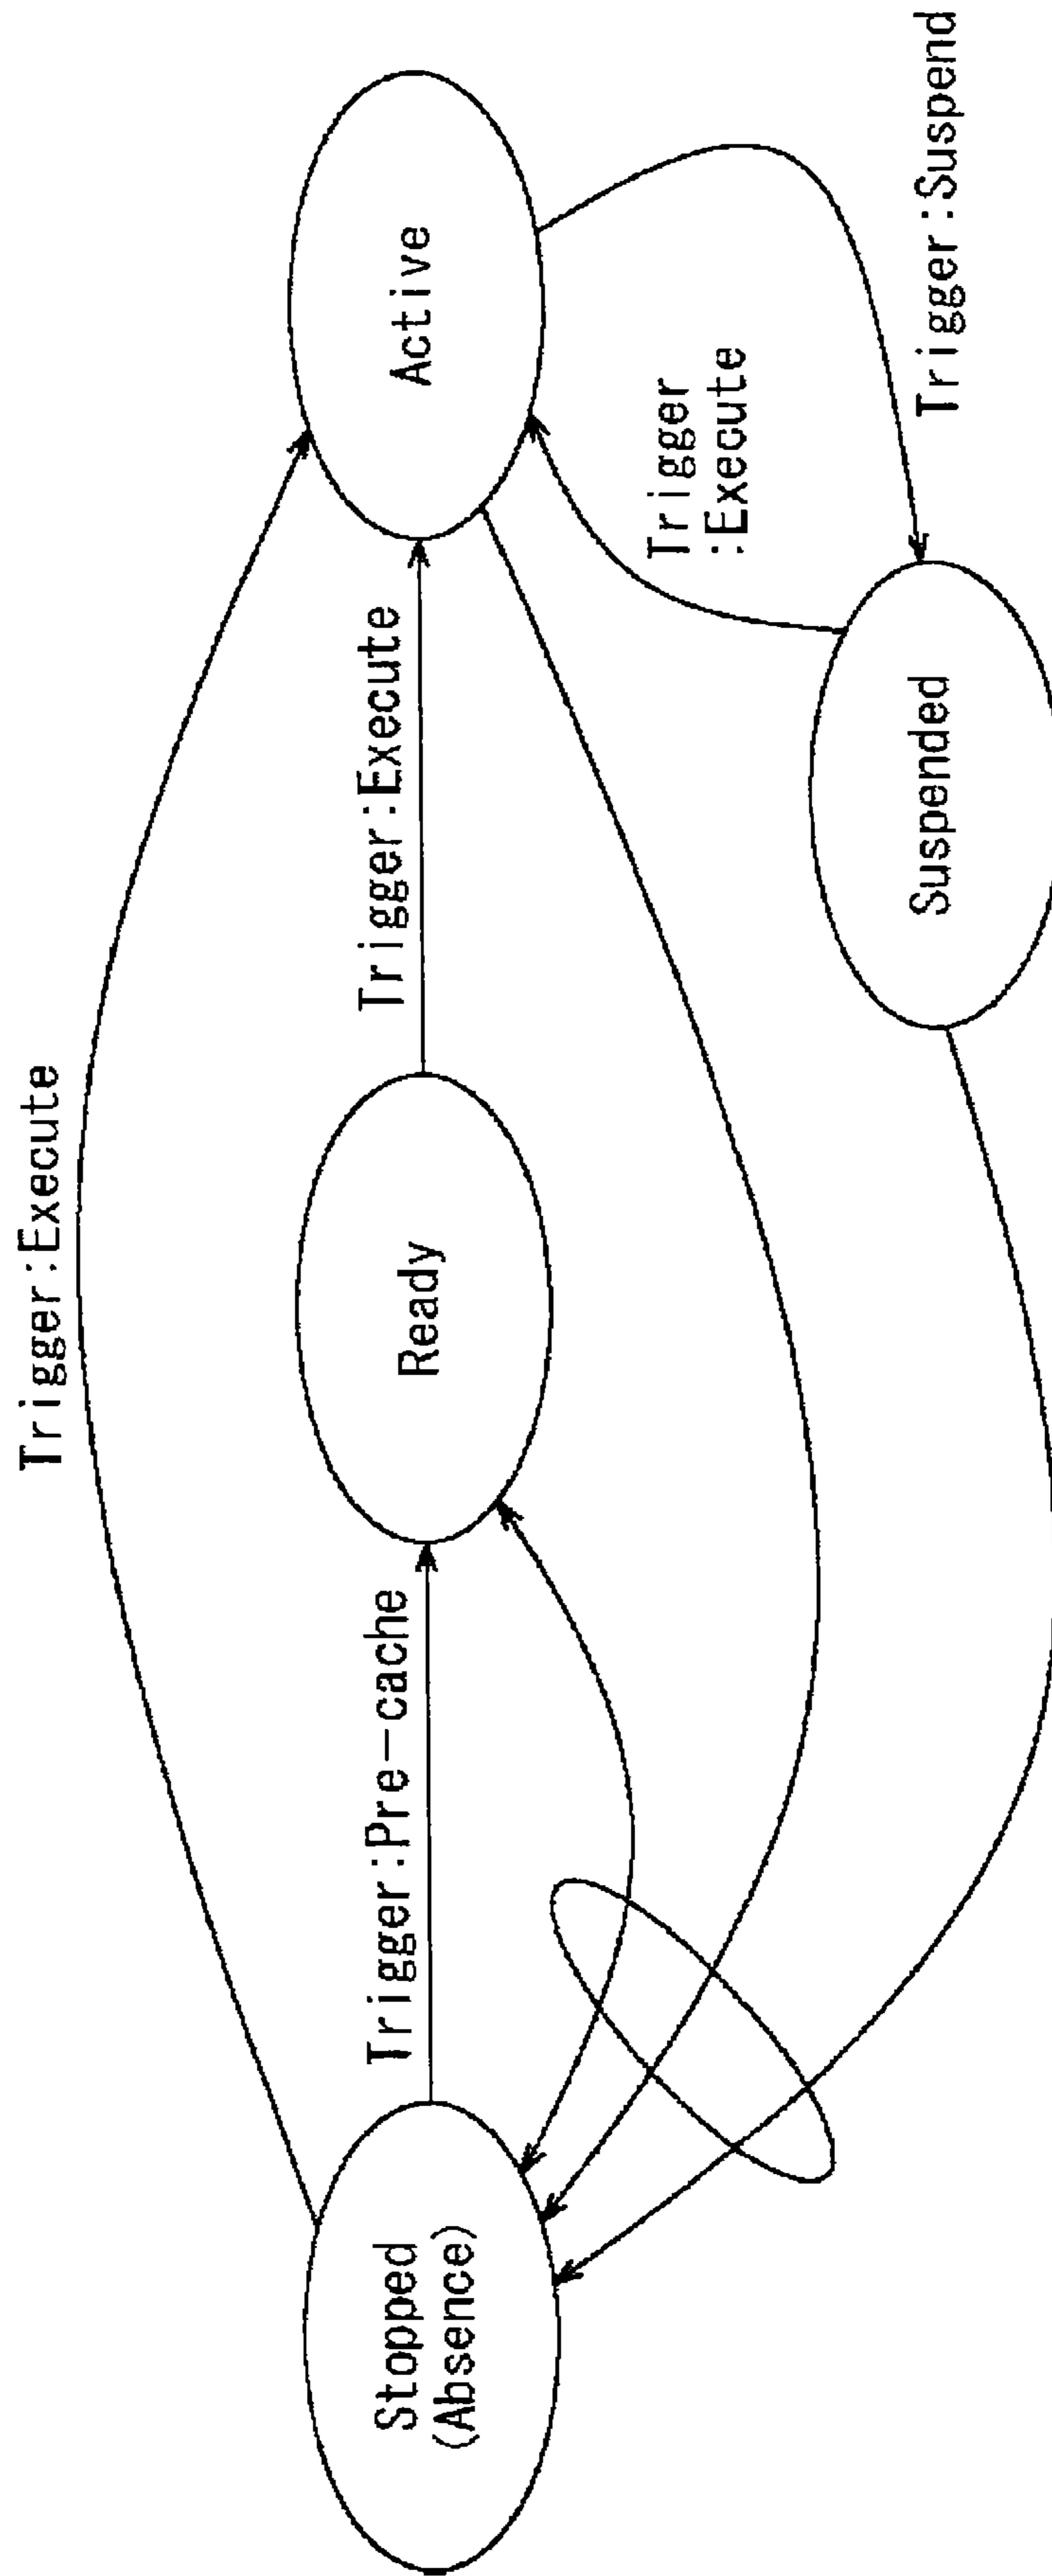 Trigger:Execute
Stopped
(Absence)
Trigger:Pre-cache
Ready
Trigger:Execute
Active
Trigger
:Execute
Suspended
Trigger:Suspend